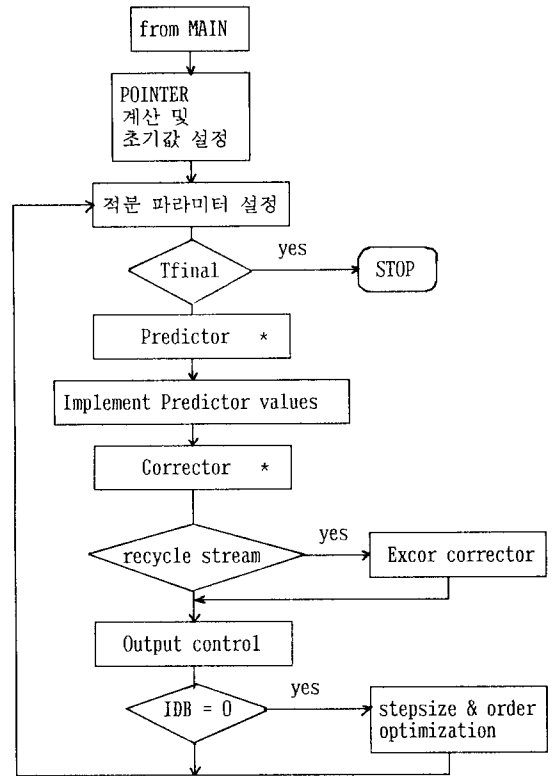 from MAIN
POINTER
계산 및
초기값 설정
적분 파라미터 설정
Tfinal
yes
STOP
Predictor *
Implement Predictor values
Corrector *
recycle stream
yes
Excor corrector
Output control
IDB = 0
yes
stepsize & order
optimization